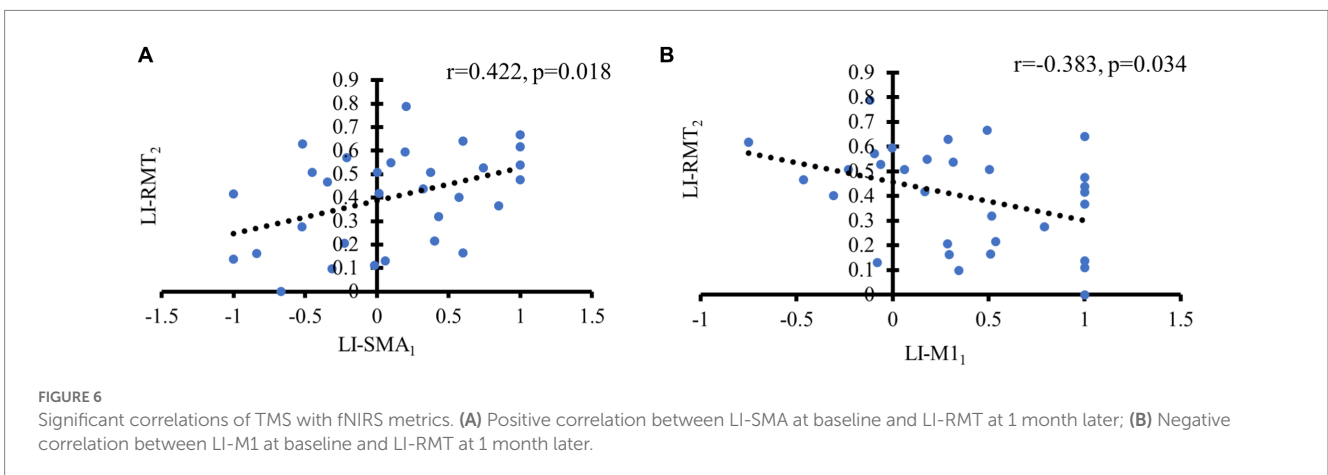 A
r=0.422, p=0.018
0.9
0.8
0.7
0.6
0.5
0.4
0.3
0.2
0.1
0
-1.5 -1 -0.5 0 0.5 1 1.5
LI-RMT₂
LI-SMA₁
B
r=-0.383, p=0.034
0.9
0.8
0.7
0.6
0.5
0.4
0.3
0.2
0.1
0
-1 -0.5 0 0.5 1 1.5
LI-RMT₂
LI-M1₁
FIGURE 6
Significant correlations of TMS with fNIRS metrics. (A) Positive correlation between LI-SMA at baseline and LI-RMT at 1 month later; (B) Negative
correlation between LI-M1 at baseline and LI-RMT at 1 month later.